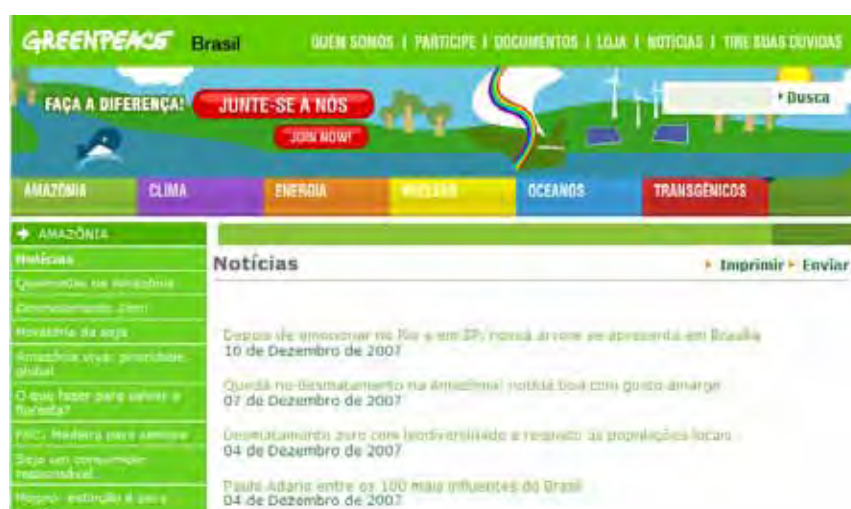 GREENPEACE Brasil
QUEM SOMOS | PARTICIPE | DOCUMENTOS | LOJA | NOTÍCIAS | TIRE SUAS DÚVIDAS
FAÇA A DIFERENÇA!
JUNTE-SE A NÓS
JOIN NOW!
Busca
AMAZÔNIA CLIMA ENERGIA NUCLEAR OCEANOS TRANSGÊNICOS
AMAZÔNIA
Notícias
Queimadas na Amazônia
Desmatamento Zero
Moratória da soja
Amazônia viva: prioridade
global
O que fazer para salvar a
floresta?
FSC: Madeira para sempre
Seja um consumidor
responsável
Mogno: extinção é para
Notícias
Imprimir Enviar
Depois de emocionar no Rio e em SP, nossa árvore se apresenta em Brasília
10 de Dezembro de 2007
Queda no desmatamento na Amazônia: notícia boa com gosto amargo
07 de Dezembro de 2007
Desmatamento zero com biodiversidade e respeito às populações locais
04 de Dezembro de 2007
Paulo Adario entre os 100 mais influentes do Brasil
04 de Dezembro de 2007